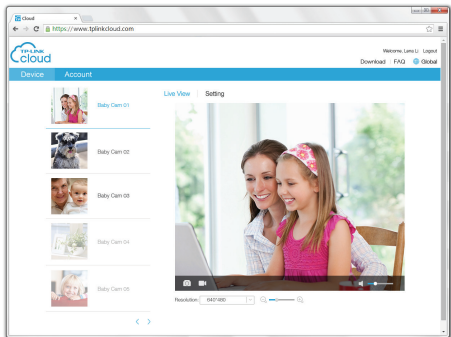 Cloud
https://www.tplinkcloud.com
TP-LINK
cloud
Welcome, Lena Li Logout
Download FAQ Global
Device Account
Live View Setting
Baby Cam 01
Baby Cam 02
Baby Cam 03
Baby Cam 04
Baby Cam 05
Resolution 640*480